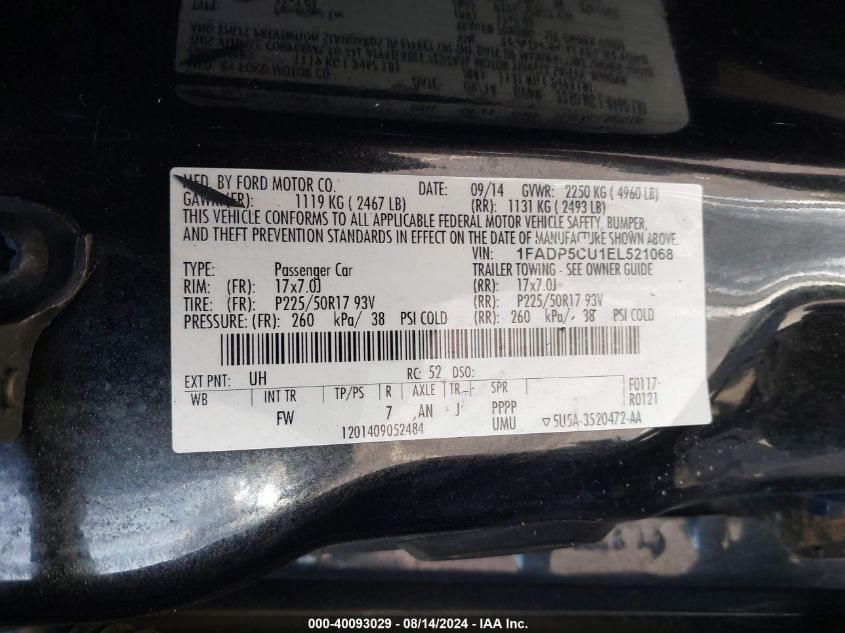 MFD. BY FORD MOTOR CO. DATE: 09/14 GVWR: 2250 KG ( 4960 LB)
GAWR:(FR): 1119 KG ( 2467 LB) (RR): 1131 KG ( 2493 LB)
THIS VEHICLE CONFORMS TO ALL APPLICABLE FEDERAL MOTOR VEHICLE SAFETY, BUMPER,
AND THEFT PREVENTION STANDARDS IN EFFECT ON THE DATE OF MANUFACTURE SHOWN ABOVE.
VIN: 1FADP5CU1EL521068
TYPE: Passenger Car TRAILER TOWING - SEE OWNER GUIDE
RIM: (FR): 17x7.0J (RR): 17x7.0J
TIRE: (FR): P225/50R17 93V (RR): P225/50R17 93V
PRESSURE: (FR): 260 kPa/ 38 PSI COLD (RR): 260 kPa/ 38 PSI COLD
EXT PNT: UH RC: 52 DSO:
WB INT TR TP/PS R AXLE TR SPR F0117-
R0121
FW 7 AN J PPPP
1201409052484 UMU ▽5U5A-3520472-AA
000-40093029 - 08/14/2024 - IAA Inc.